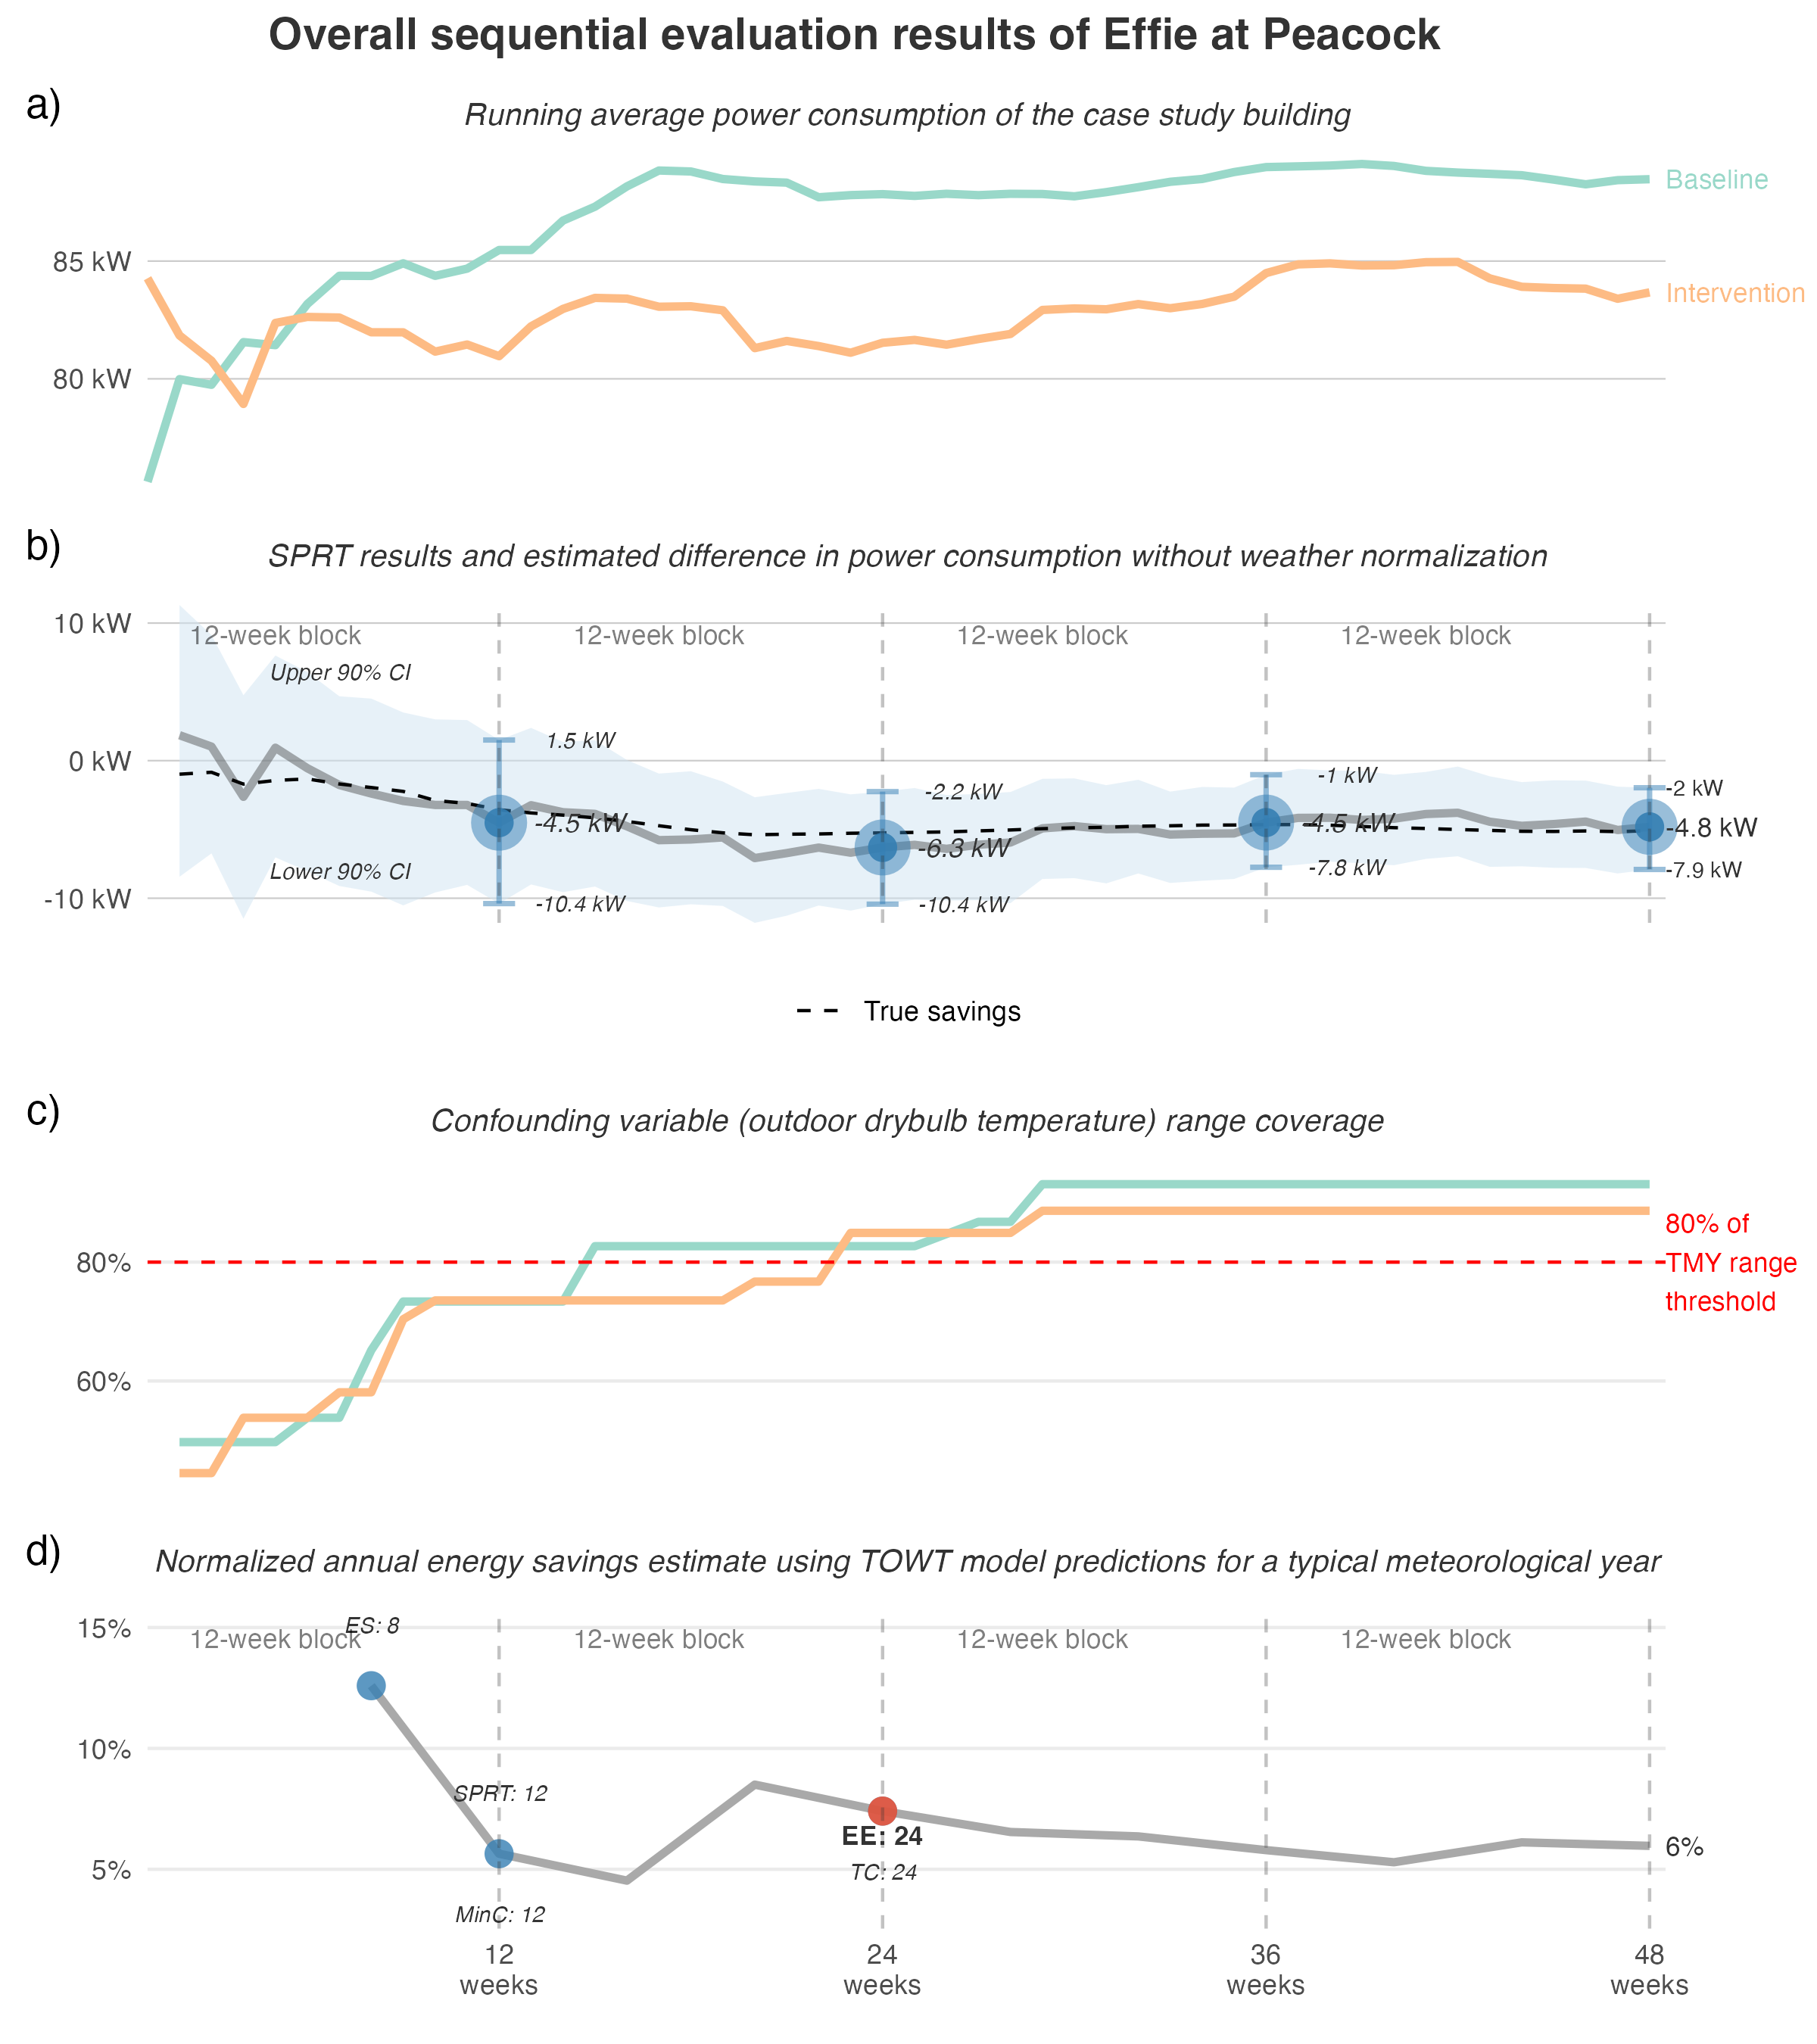 Overall sequential evaluation results of Effie at Peacock
a)
Running average power consumption of the case study building
Baseline
85 kW
Intervention
80 kW
b)
SPRT results and estimated difference in power consumption without weather normalization
10 kW
12-week block
12-week block
12-week block
12-week block
Upper 90% CI
1.5 kW
0 kW
-2.2 kW
-1 kW
-2 kW
-4.5 kW
-6.3 kW
-4.5 kW
-4.8 kW
Lower 90% CI
-7.8 kW
-7.9 kW
-10 kW
-10.4 kW
-10.4 kW
True savings
c)
Confounding variable (outdoor drybulb temperature) range coverage
80% of
TMY range
threshold
80%
60%
d)
Normalized annual energy savings estimate using TOWT model predictions for a typical meteorological year
15%
12-week block
ES: 8
12-week block
12-week block
12-week block
10%
SPRT: 12
EE: 24
TC: 24
6%
5%
MinC: 12
12
weeks
24
weeks
36
weeks
48
weeks